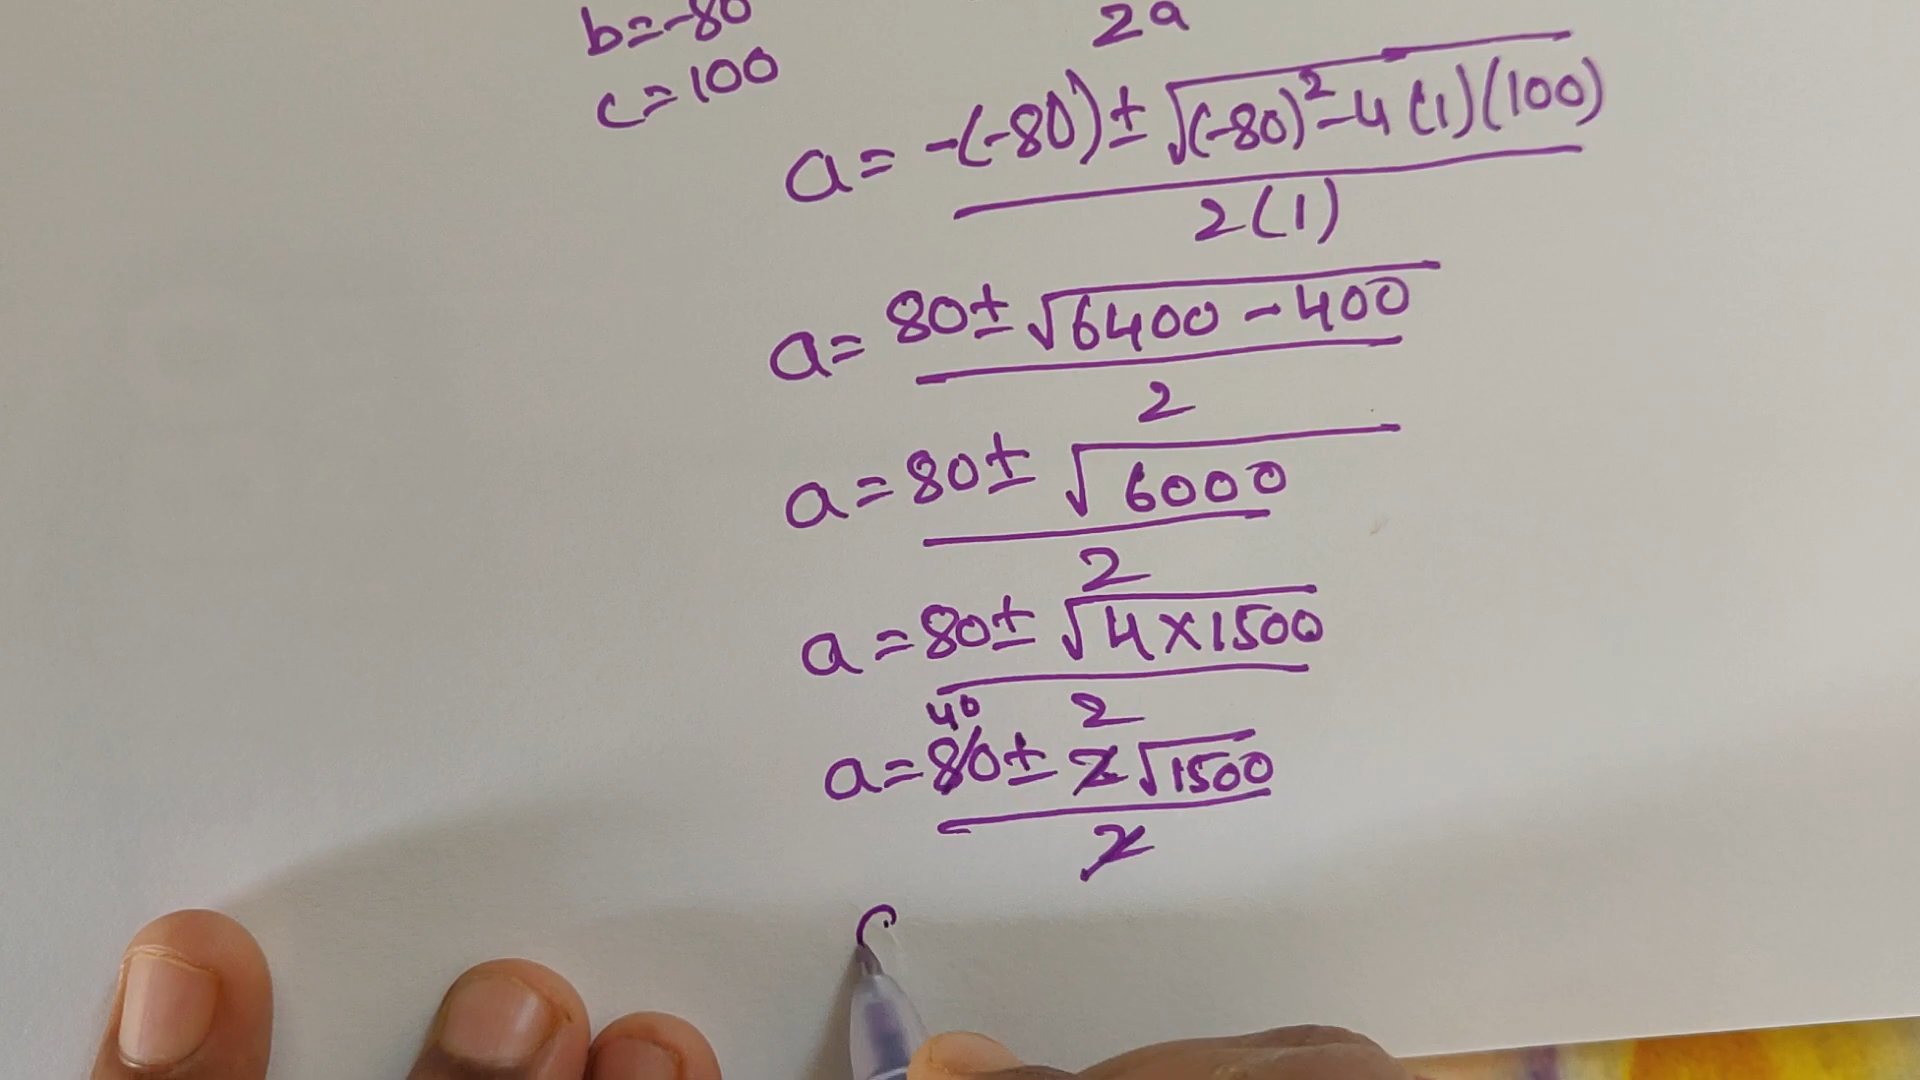 b=-80
c=100
2a
a= -(-80)±√(-80)²-4(1)(100)
2(1)
a= 80±√6400-400
2
a=80±√6000
2
a=80±√4×1500
2
40
a=80±2√1500
2